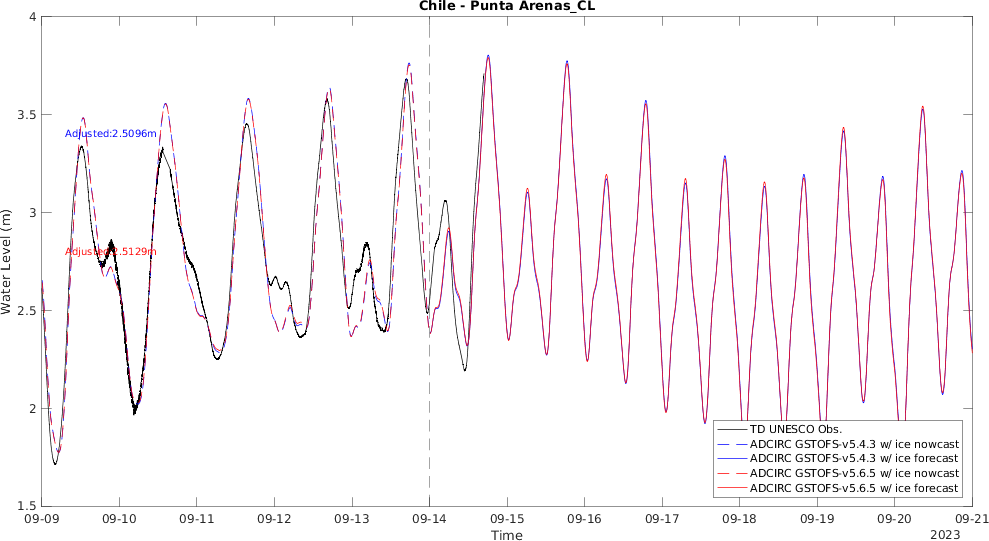 Chile - Punta Arenas_CL
4
3.5
3
2.5
2
1.5
Water Level (m)
Adjusted:2.5096m
Adjusted:2.5129m
TD UNESCO Obs.
ADCIRC GSTOFS-v5.4.3 w/ ice nowcast
ADCIRC GSTOFS-v5.4.3 w/ ice forecast
ADCIRC GSTOFS-v5.6.5 w/ ice nowcast
ADCIRC GSTOFS-v5.6.5 w/ ice forecast
09-09 09-10 09-11 09-12 09-13 09-14 09-15 09-16 09-17 09-18 09-19 09-20 09-21
Time
2023